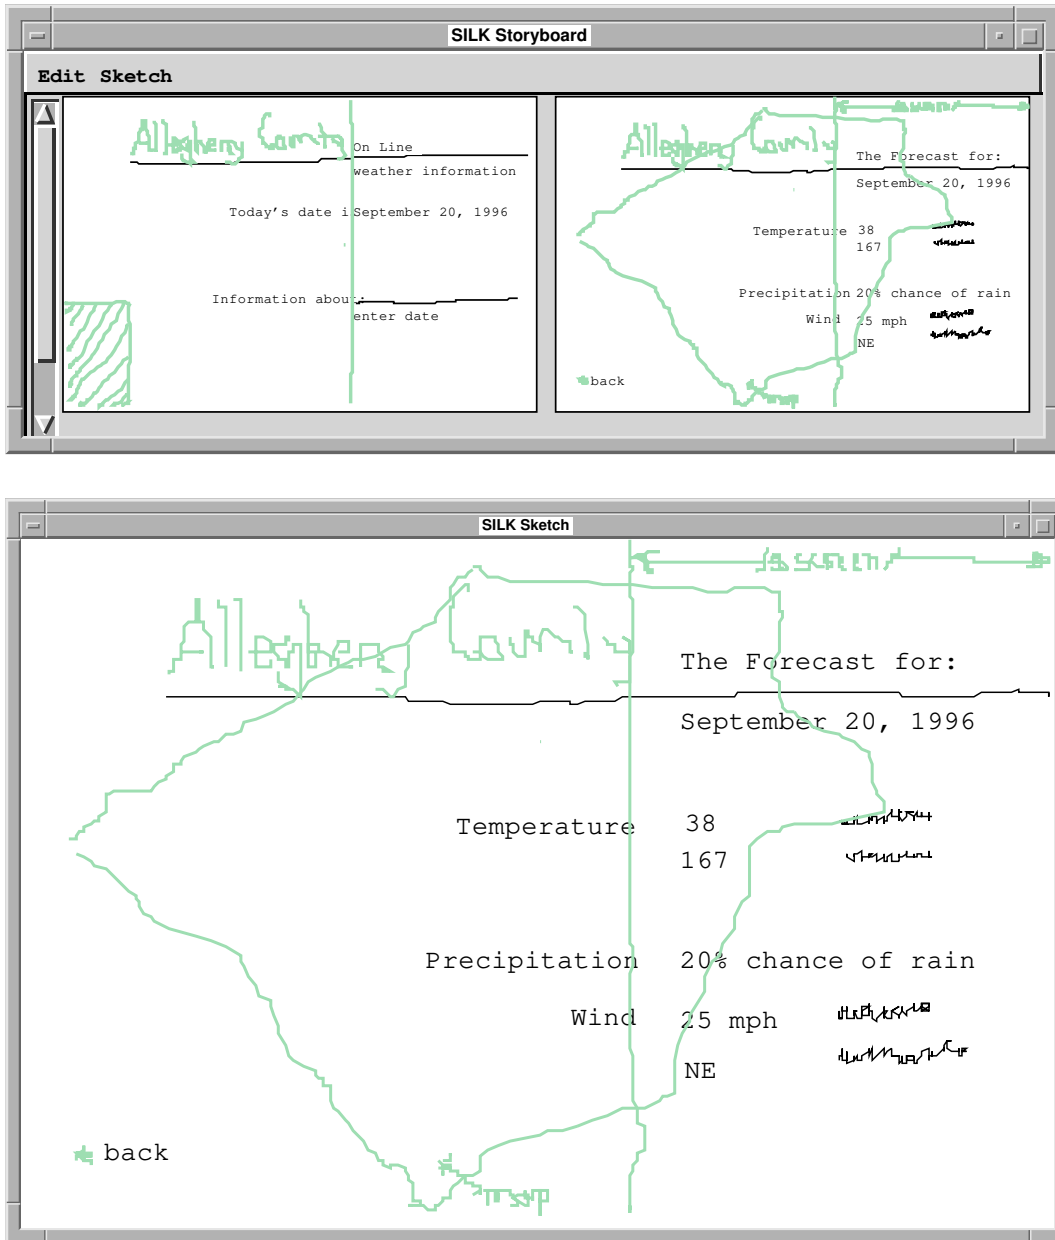 SILK Storyboard
Edit Sketch
Allegheny County
On Line
weather information
Today's date i September 20, 1996
Information about:
enter date
Allegheny County
The Forecast for:
September 20, 1996
Temperature 38
167
Precipitation 20% chance of rain
Wind 25 mph
NE
back
map
SILK Sketch
Allegheny County
The Forecast for:
September 20, 1996
Temperature 38
167
Precipitation 20% chance of rain
Wind 25 mph
NE
back
map